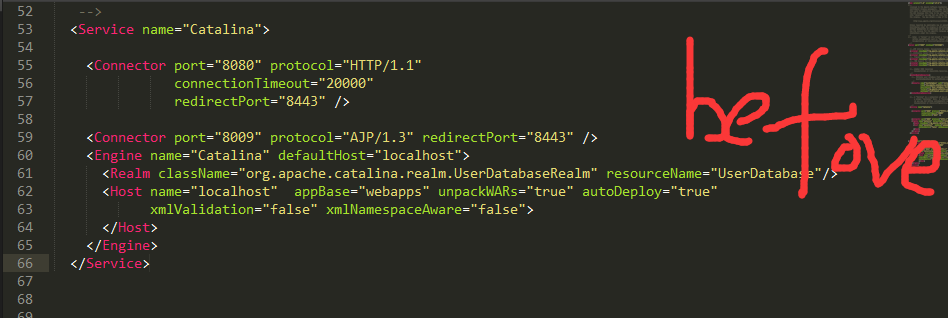 52 -->
53 <Service name="Catalina">
54
55 <Connector port="8080" protocol="HTTP/1.1"
56 connectionTimeout="20000"
57 redirectPort="8443" />
58
59 <Connector port="8009" protocol="AJP/1.3" redirectPort="8443" />
60 <Engine name="Catalina" defaultHost="localhost">
61 <Realm className="org.apache.catalina.realm.UserDatabaseRealm" resourceName="UserDatabase"/>
62 <Host name="localhost" appBase="webapps" unpackWARs="true" autoDeploy="true"
63 xmlValidation="false" xmlNamespaceAware="false">
64 </Host>
65 </Engine>
66 </Service>
67
68
69
before